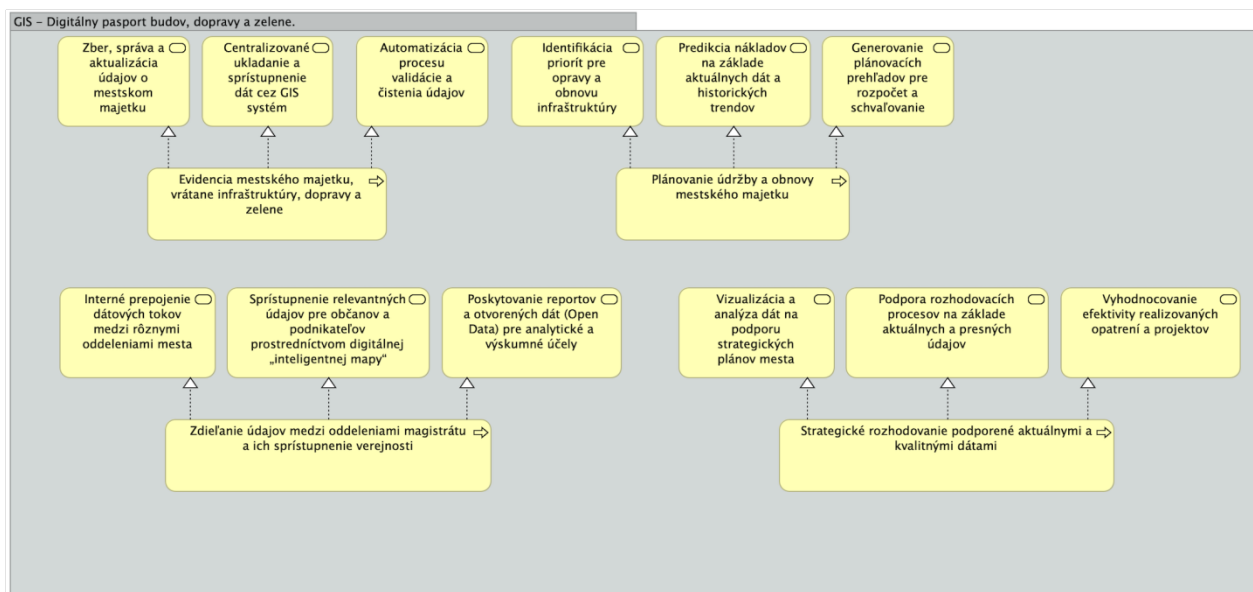 GIS – Digitálny pasport budov, dopravy a zelene.
Zber, správa a
aktualizácia
údajov o
mestskom
majetku
Centralizované
ukladanie a
sprístupnenie
dát cez GIS
systém
Automatizácia
procesu
validácie a
čistenia údajov
Identifikácia
priorít pre
opravy a
obnovu
infraštruktúry
Predikcia nákladov
na základe
aktuálnych dát a
historických
trendov
Generovanie
plánovacích
prehľadov pre
rozpočet a
schvaľovanie
Evidencia mestského majetku,
vrátane infraštruktúry, dopravy a
zelene
Plánovanie údržby a obnovy
mestského majetku
Interné prepojenie
dátových tokov
medzi rôznymi
oddeleniami mesta
Sprístupnenie relevantných
údajov pre občanov a
podnikateľov
prostredníctvom digitálnej
„inteligentnej mapy“
Poskytovanie reportov
a otvorených dát (Open
Data) pre analytické a
výskumné účely
Vizualizácia a
analýza dát na
podporu
strategických
plánov mesta
Podpora rozhodovacích
procesov na základe
aktuálnych a presných
údajov
Vyhodnocovanie
efektivity realizovaných
opatrení a projektov
Zdieľanie údajov medzi oddeleniami magistrátu
a ich sprístupnenie verejnosti
Strategické rozhodovanie podporené aktuálnymi a
kvalitnými dátami